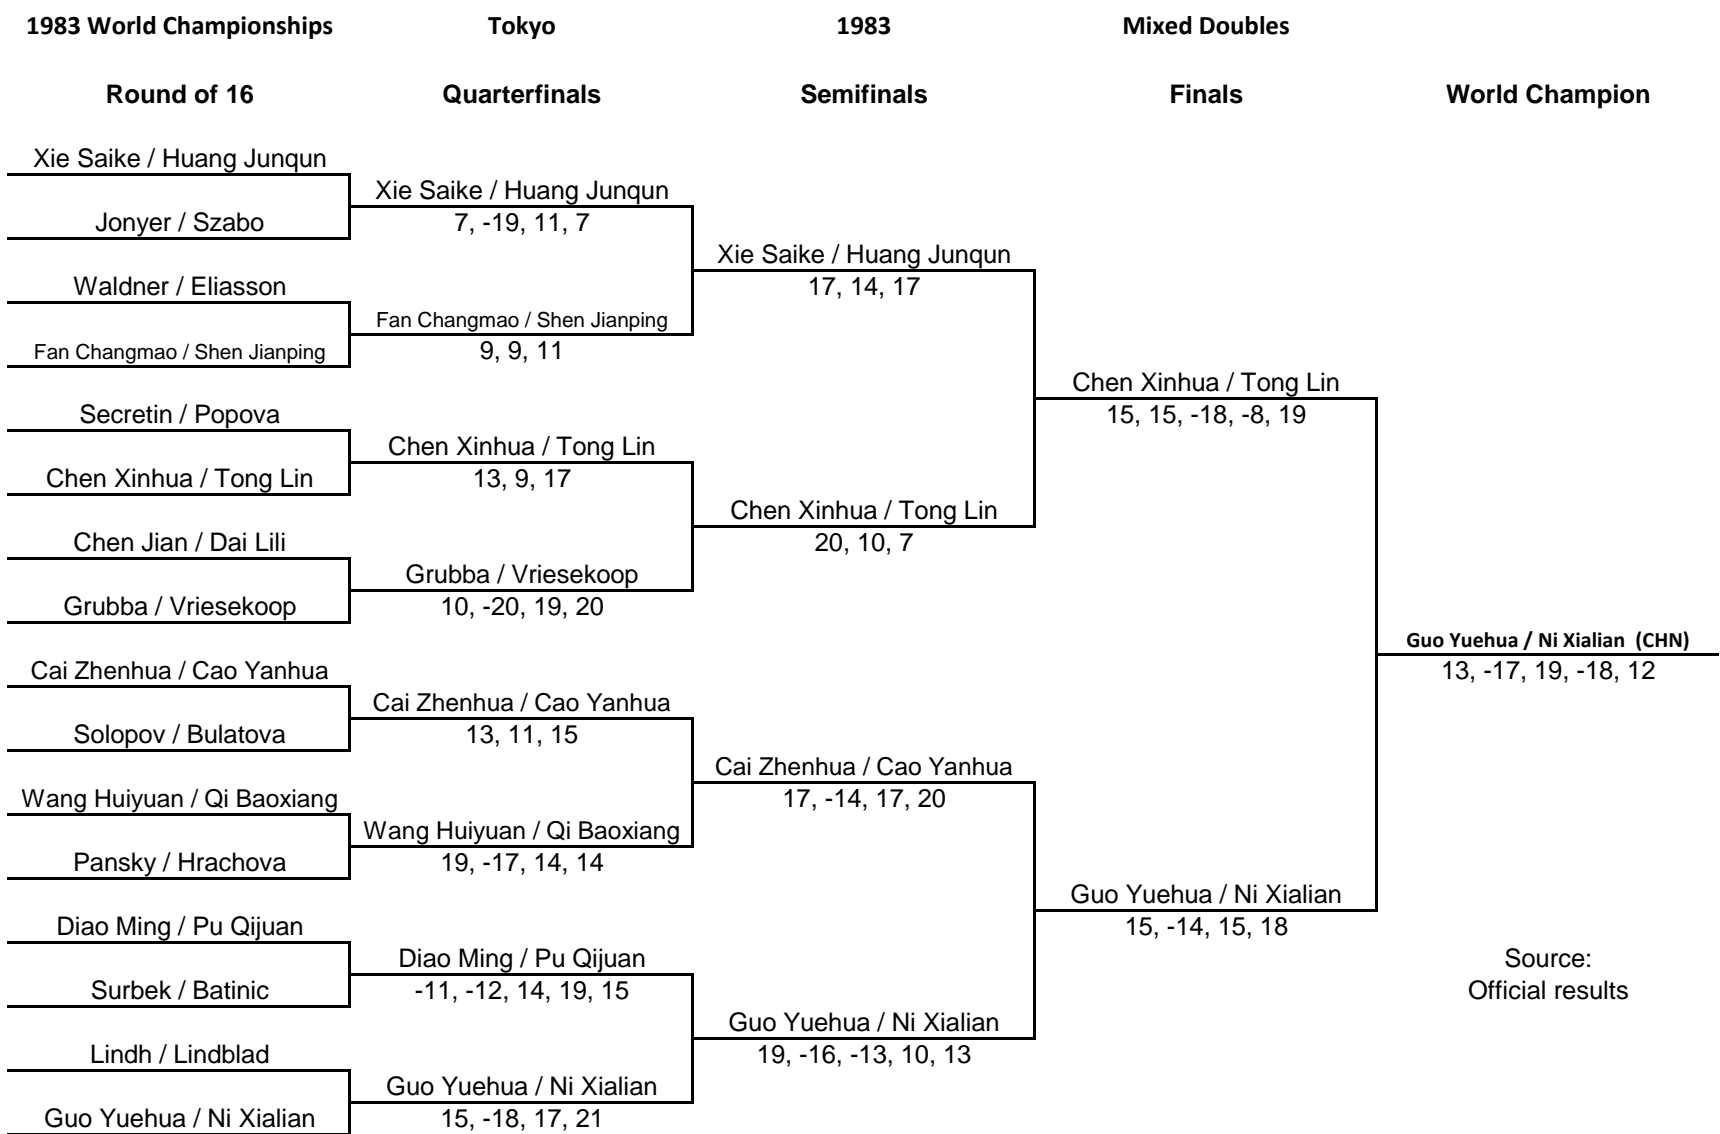 1983 World Championships Tokyo 1983 Mixed Doubles
Round of 16 Quarterfinals Semifinals Finals World Champion
Xie Saike / Huang Junqun
Jonyer / Szabo
Waldner / Eliasson
Fan Changmao / Shen Jianping
Secretin / Popova
Chen Xinhua / Tong Lin
Chen Jian / Dai Lili
Grubba / Vriesekoop
Cai Zhenhua / Cao Yanhua
Solopov / Bulatova
Wang Huiyuan / Qi Baoxiang
Pansky / Hrachova
Diao Ming / Pu Qijuan
Surbek / Batinic
Lindh / Lindblad
Guo Yuehua / Ni Xialian
Xie Saike / Huang Junqun
7, -19, 11, 7
Fan Changmao / Shen Jianping
9, 9, 11
Chen Xinhua / Tong Lin
13, 9, 17
Grubba / Vriesekoop
10, -20, 19, 20
Cai Zhenhua / Cao Yanhua
13, 11, 15
Wang Huiyuan / Qi Baoxiang
19, -17, 14, 14
Diao Ming / Pu Qijuan
-11, -12, 14, 19, 15
Guo Yuehua / Ni Xialian
15, -18, 17, 21
Xie Saike / Huang Junqun
17, 14, 17
Chen Xinhua / Tong Lin
20, 10, 7
Cai Zhenhua / Cao Yanhua
17, -14, 17, 20
Guo Yuehua / Ni Xialian
19, -16, -13, 10, 13
Chen Xinhua / Tong Lin
15, 15, -18, -8, 19
Guo Yuehua / Ni Xialian
15, -14, 15, 18
Guo Yuehua / Ni Xialian (CHN)
13, -17, 19, -18, 12
Source:
Official results